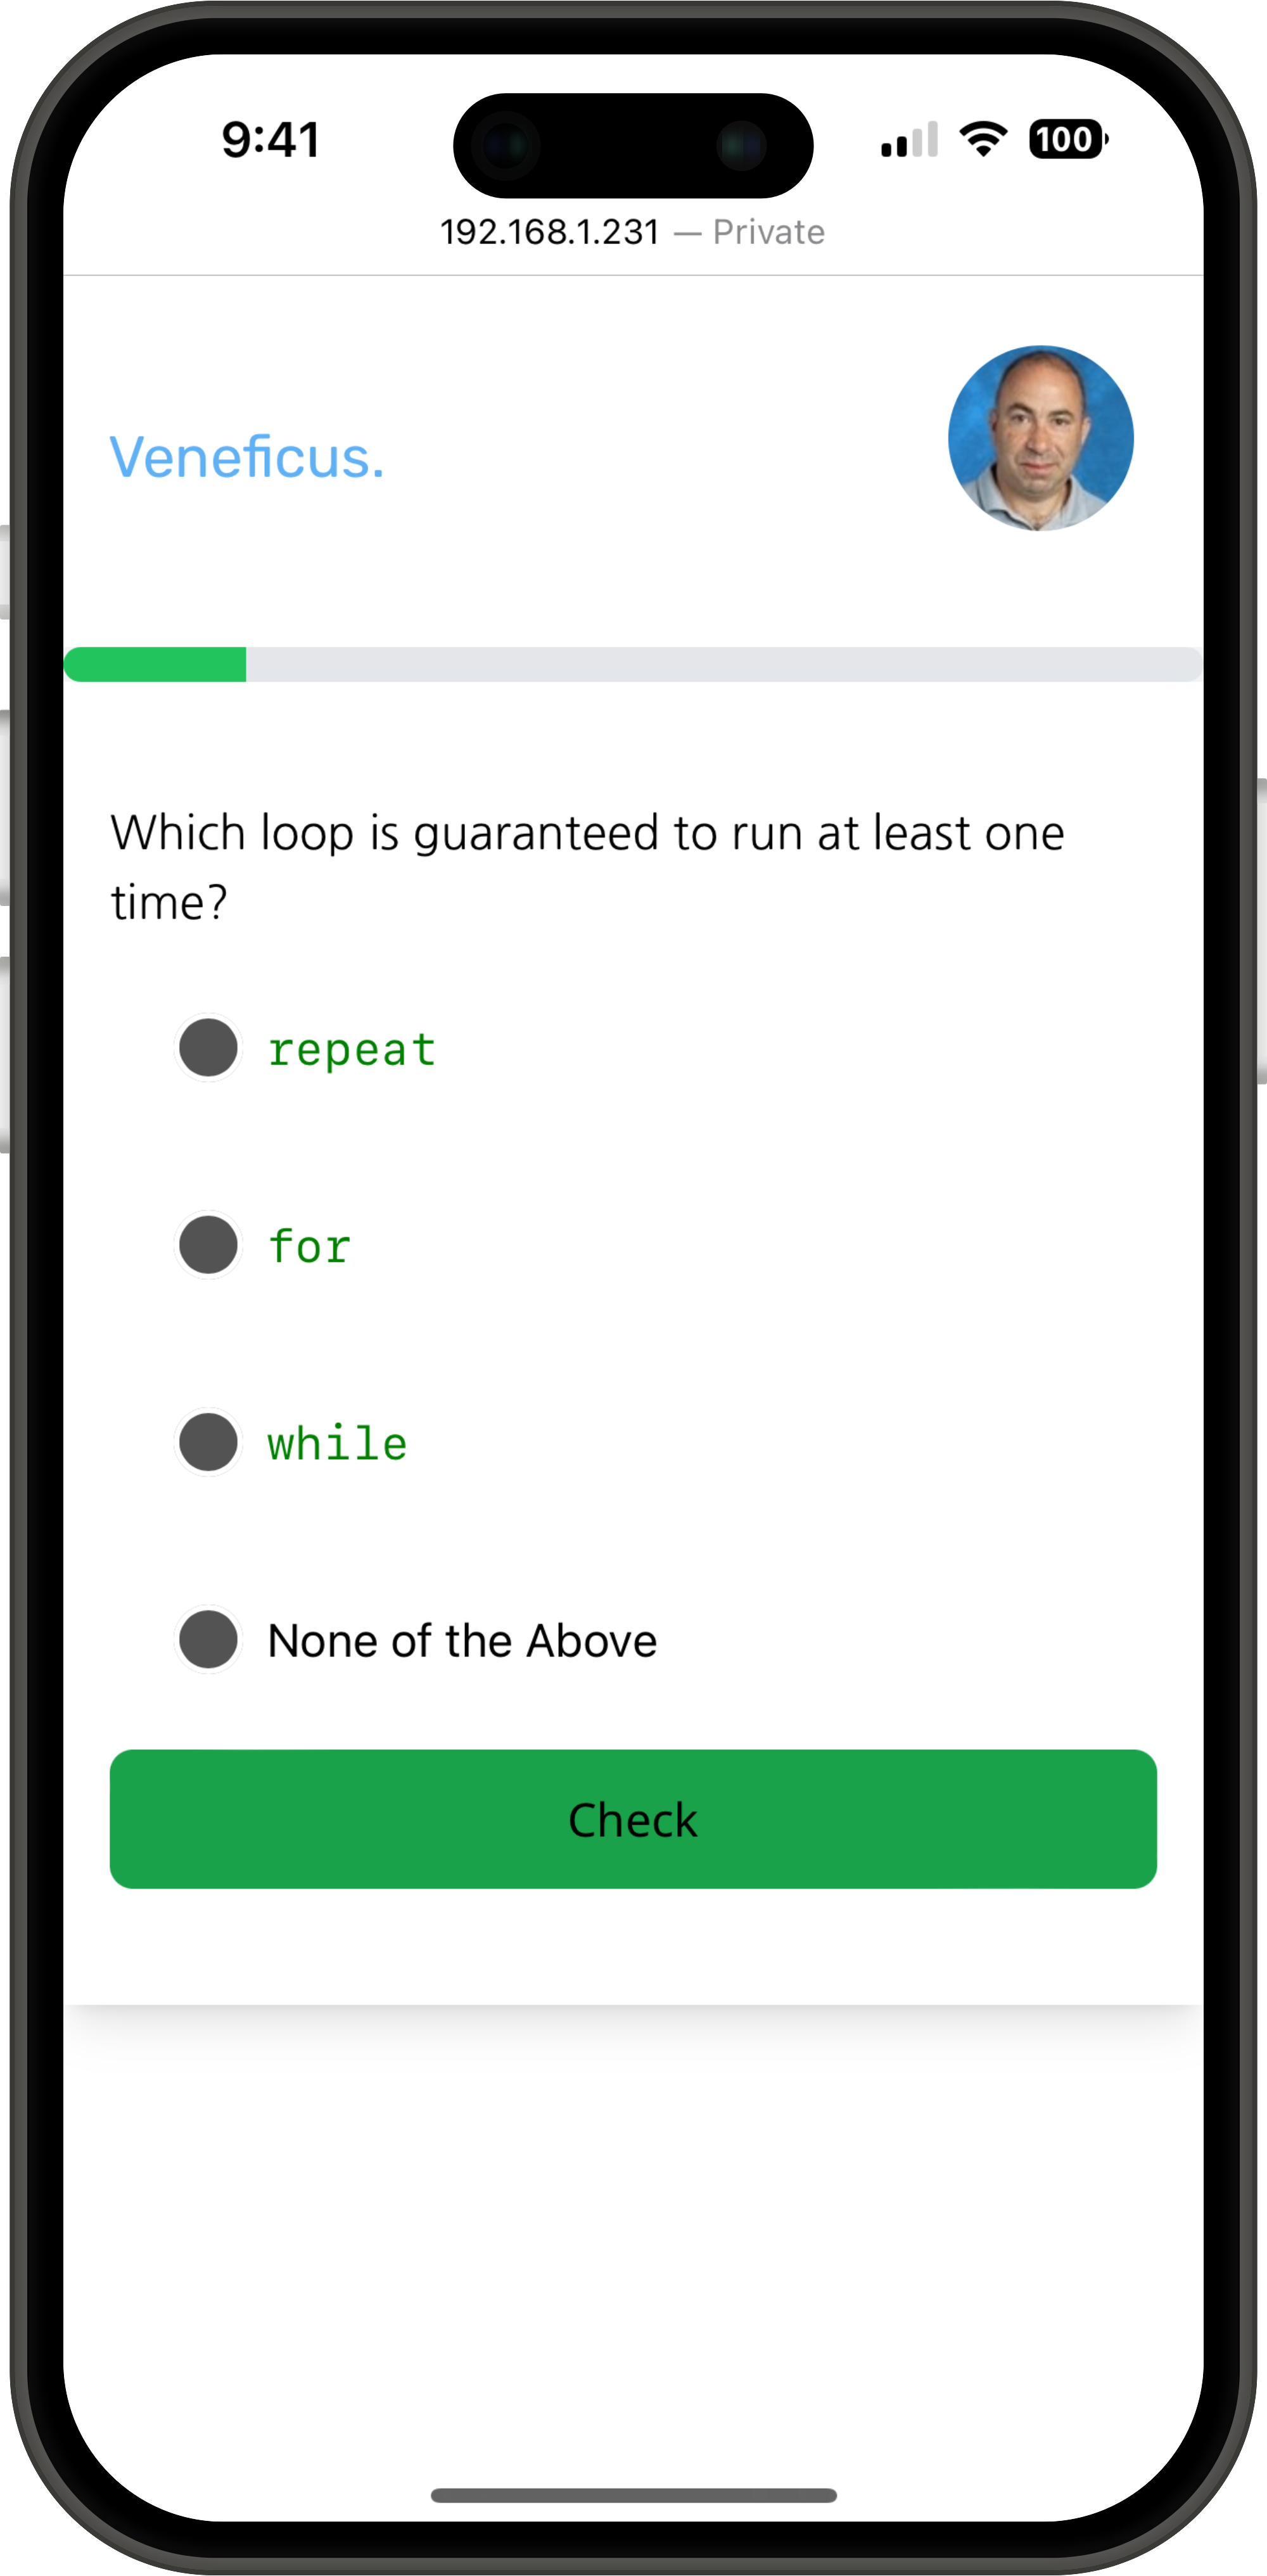 9:41
100
192.168.1.231 — Private
Veneficus.
Which loop is guaranteed to run at least one
time?
repeat
for
while
None of the Above
Check